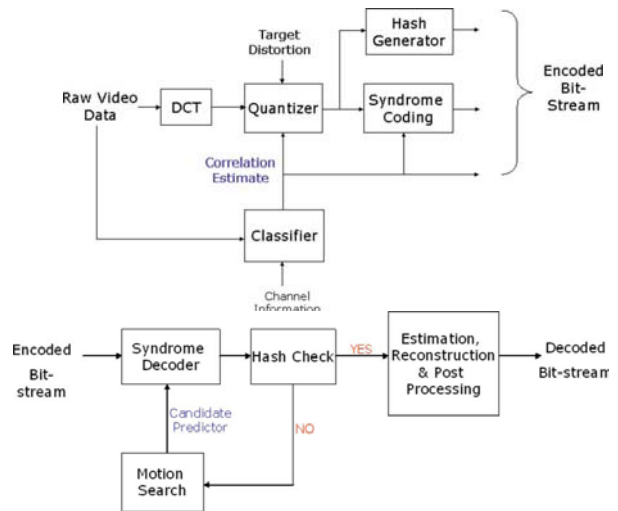 Target Distortion
Hash
Generator
Raw Video
Data
DCT
Quantizer
Syndrome
Coding
Encoded
Bit-
Stream
Correlation
Estimate
Classifier
Channel
Information
Encoded
Bit-
stream
Syndrome
Decoder
Hash Check
YES
Estimation,
Reconstruction
& Post
Processing
Decoded
Bit-stream
Candidate
Predictor
NO
Motion
Search